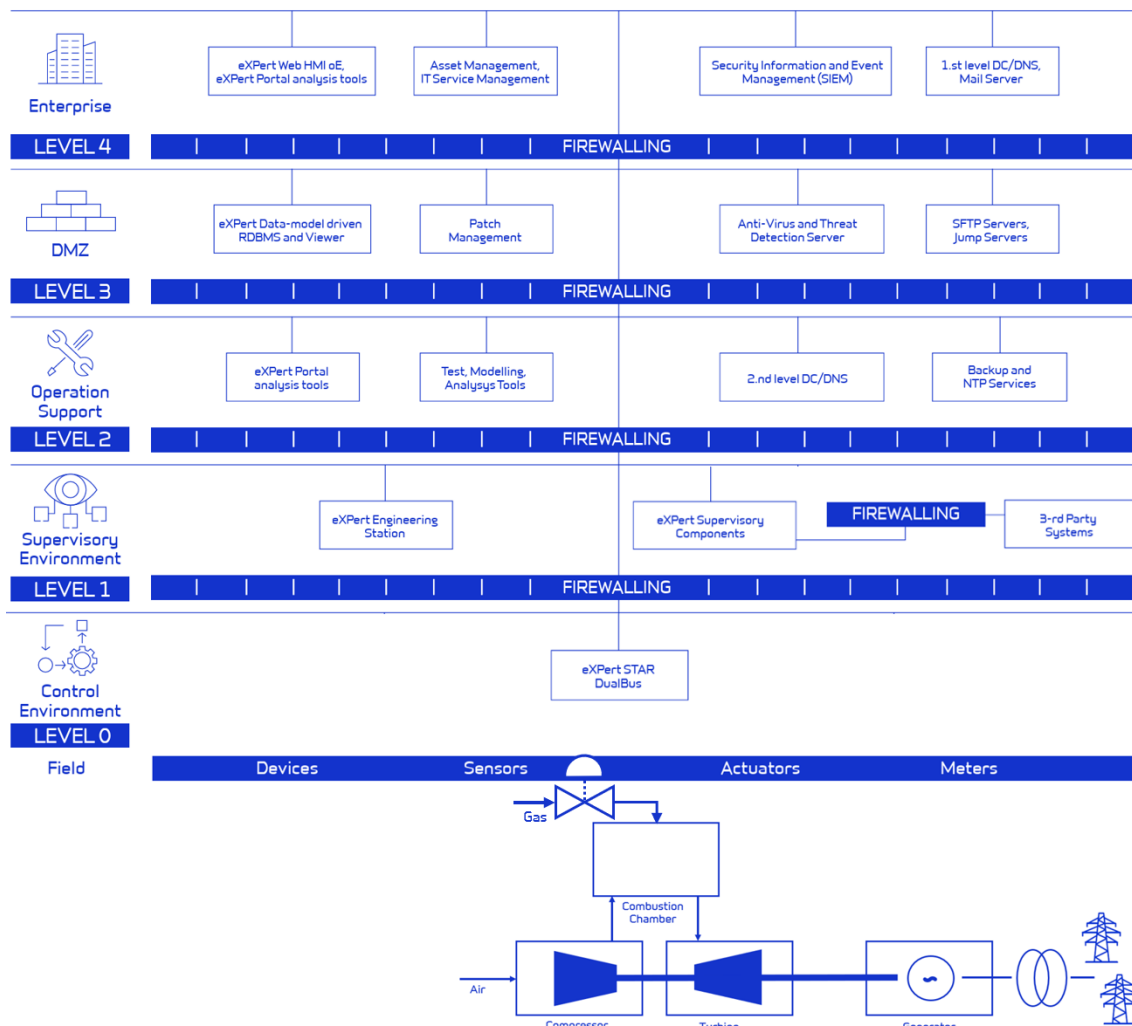 eXPert Web HMI oE,
eXPert Portal analysis tools
Asset Management,
IT Service Management
Security Information and Event
Management (SIEM)
1.st level DC/DNS,
Mail Server
Enterprise
LEVEL 4
FIREWALLING
eXPert Data-model driven
RDBMS and Viewer
Patch
Management
Anti-Virus and Threat
Detection Server
SFTP Servers,
Jump Servers
DMZ
LEVEL 3
FIREWALLING
eXPert Portal
analysis tools
Test, Modelling,
Analysys Tools
2.nd level DC/DNS
Backup and
NTP Services
Operation
Support
LEVEL 2
FIREWALLING
eXPert Engineering
Station
eXPert Supervisory
Components
FIREWALLING
3-rd Party
Systems
Supervisory
Environment
LEVEL 1
FIREWALLING
eXPert STAR
DualBus
Control
Environment
LEVEL 0
Field
Devices
Sensors
Actuators
Meters
Gas
Combustion
Chamber
Air
Compressor
Turbine
Generator